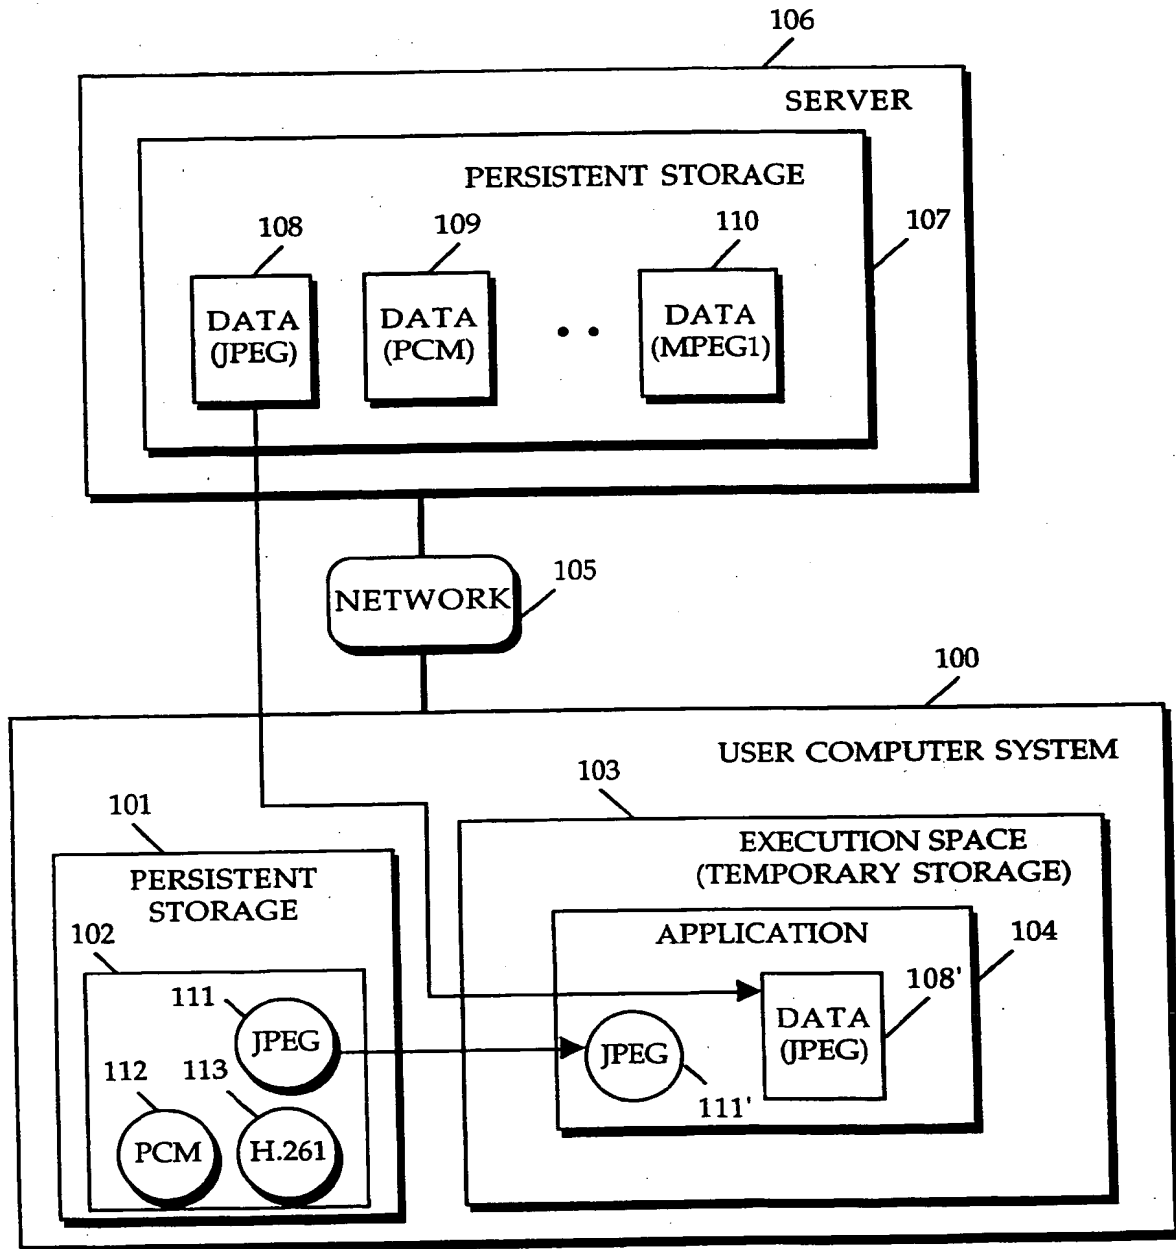 106
SERVER
PERSISTENT STORAGE
108
109
110
107
DATA
(JPEG)
DATA
(PCM)
DATA
(MPEG1)
NETWORK
105
100
USER COMPUTER SYSTEM
103
101
EXECUTION SPACE
(TEMPORARY STORAGE)
PERSISTENT
STORAGE
102
APPLICATION
104
111
JPEG
108'
DATA
(JPEG)
JPEG
111'
112
113
PCM
H.261